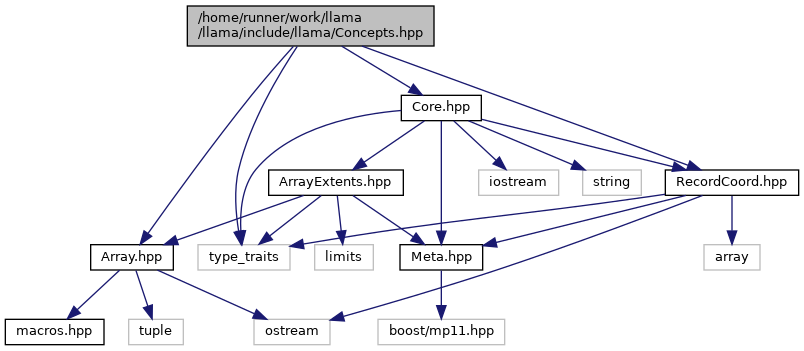 /home/runner/work/llama
/llama/include/llama/Concepts.hpp
Core.hpp
ArrayExtents.hpp
iostream
string
RecordCoord.hpp
Array.hpp
type_traits
limits
Meta.hpp
array
macros.hpp
tuple
ostream
boost/mp11.hpp